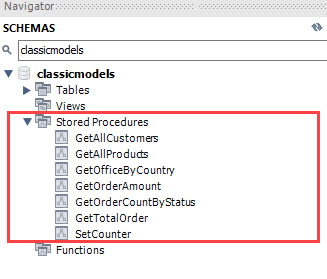 Navigator
SCHEMAS
classicmodels
classicmodels
Tables
Views
Stored Procedures
GetAllCustomers
GetAllProducts
GetOfficeByCountry
GetOrderAmount
GetOrderCountByStatus
GetTotalOrder
SetCounter
Functions